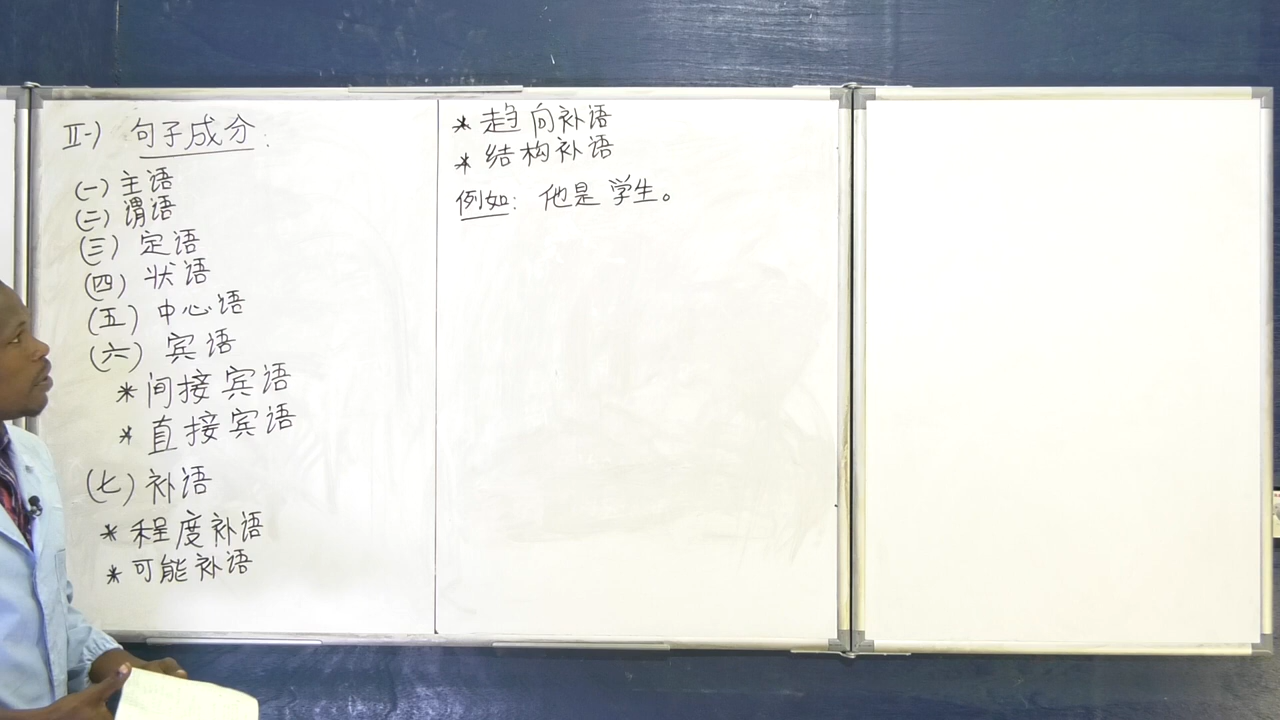 II-) 句子成分:
(一) 主语
(二) 谓语
(三) 定语
(四) 状语
(五) 中心语
(六) 宾语
* 间接宾语
* 直接宾语
(七) 补语
* 程度补语
* 可能补语
* 趋向补语
* 结构补语
例如: 他是学生。